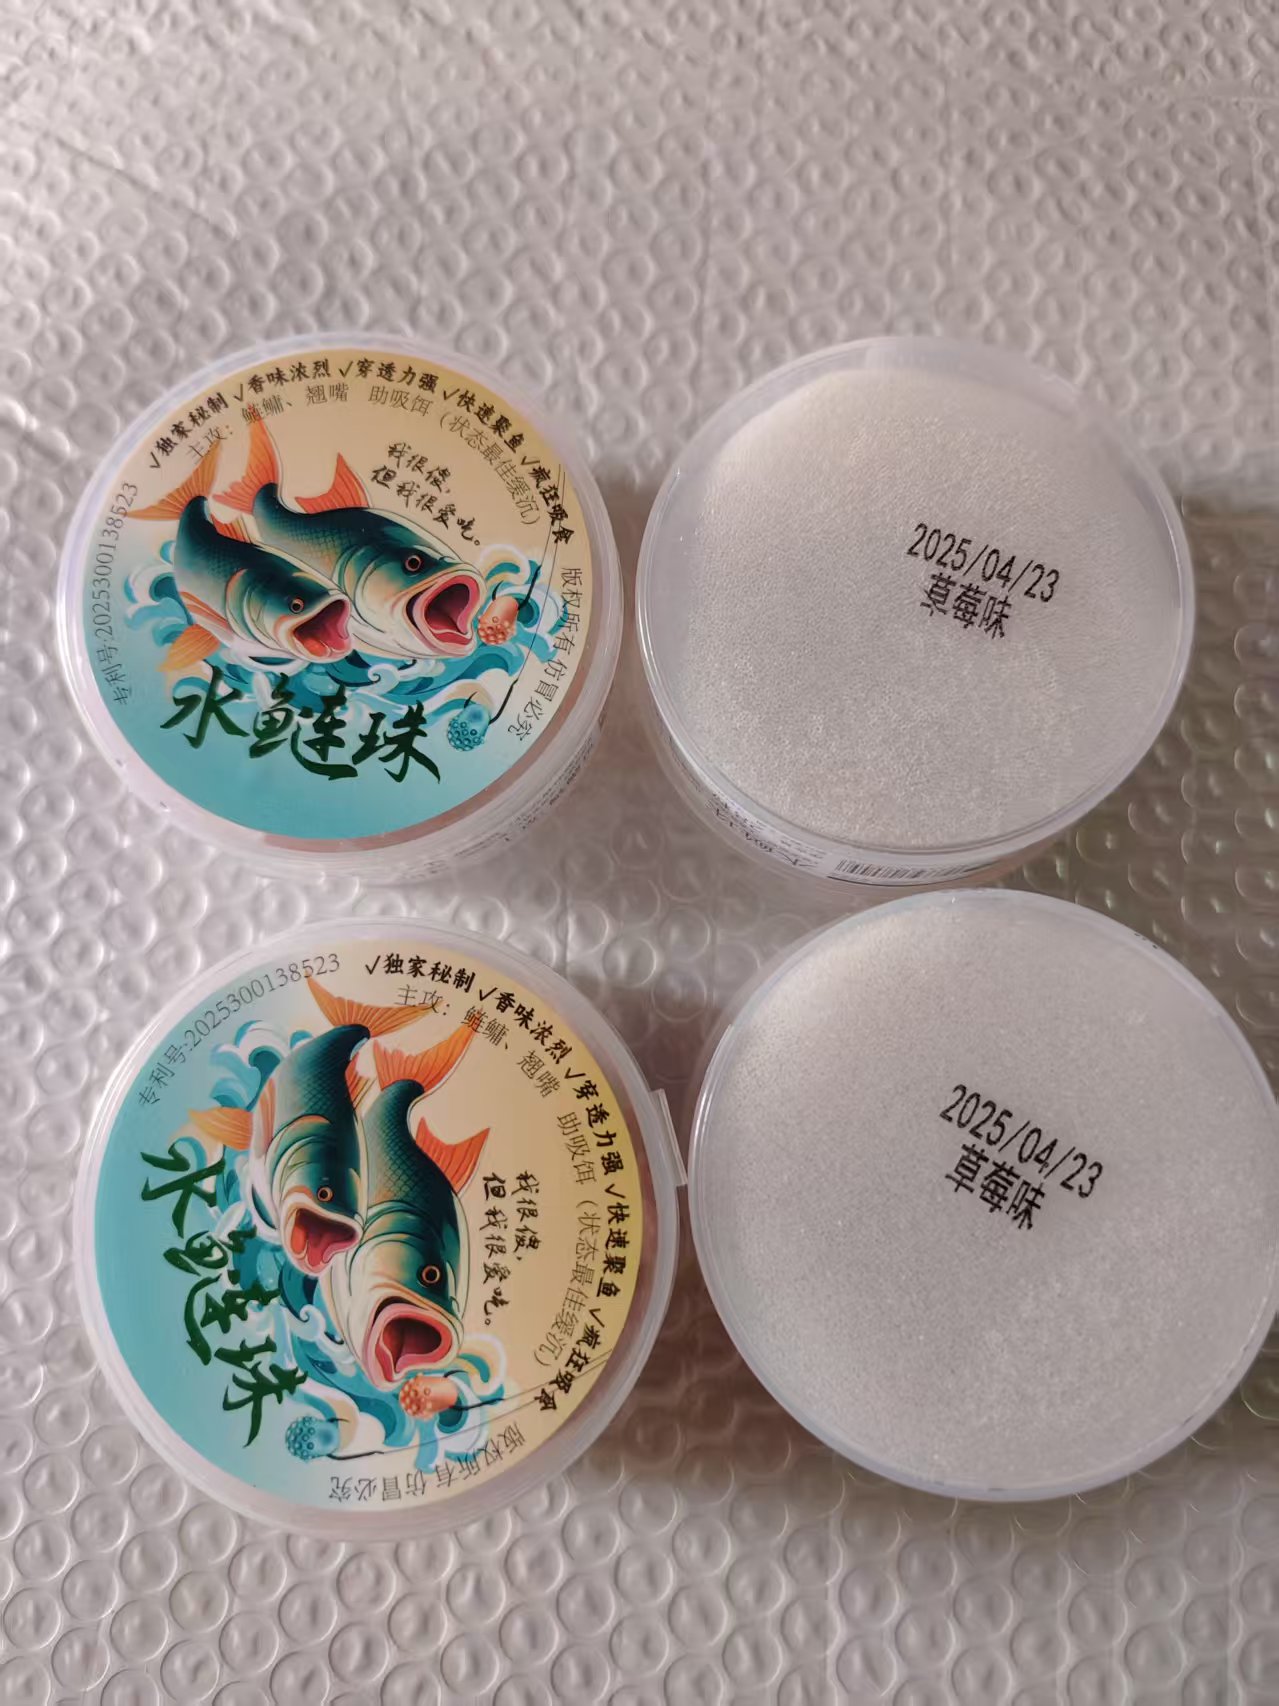 √独家秘制 √香味浓烈 √穿透力强 √快速聚鱼 √疯狂吸食
主攻：鲢鳙、翘嘴 助吸饵（状态最佳缓沉）
我很傻，
但我很爱吃。
专利号:2025300138523
版权所有 仿冒必究
水鲢珠
2025/04/23
草莓味
专利号:2025300138523
√独家秘制 √香味浓烈 √穿透力强 √快速聚鱼 √疯狂吸食
主攻：鲢鳙、翘嘴 助吸饵（状态最佳缓沉）
我很傻，
但我很爱吃。
水鲢珠
版权所有 仿冒必究
2025/04/23
草莓味